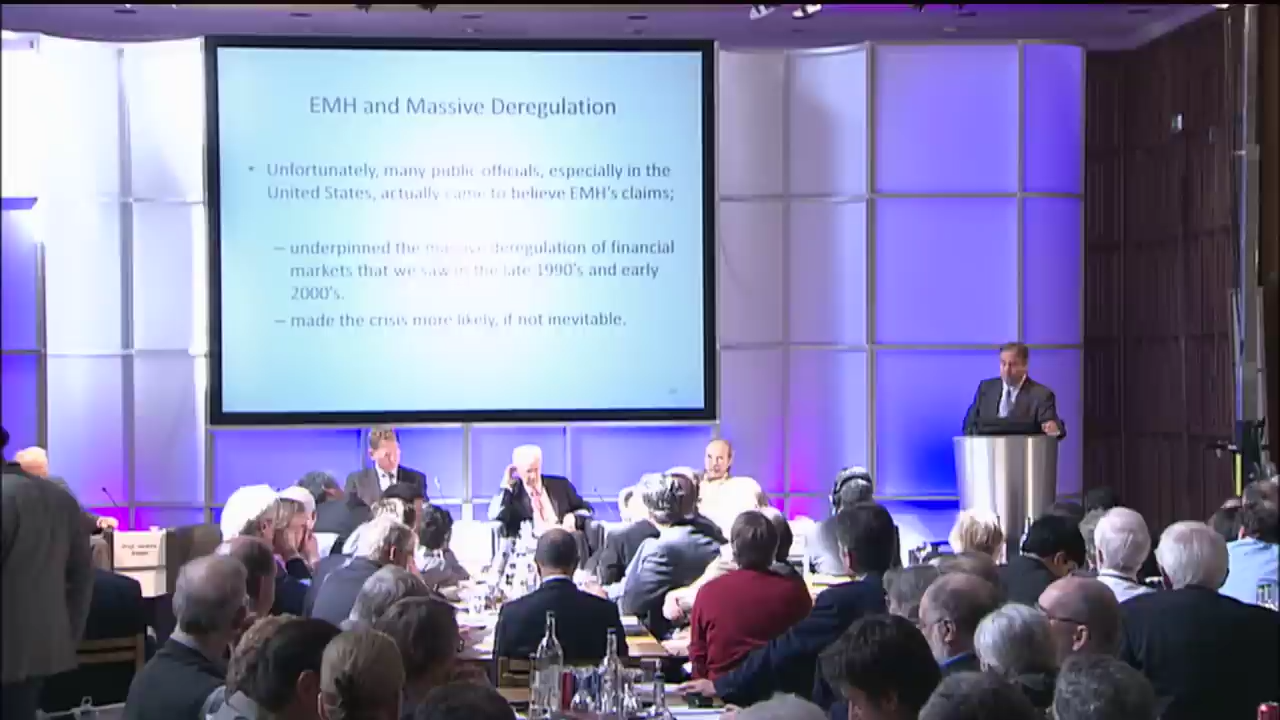 EMH and Massive Deregulation
• Unfortunately, many public officials, especially in the
United States, actually came to believe EMH's claims;
– underpinned the massive deregulation of financial
markets that we saw in the late 1990's and early
2000's.
– made the crisis more likely, if not inevitable.